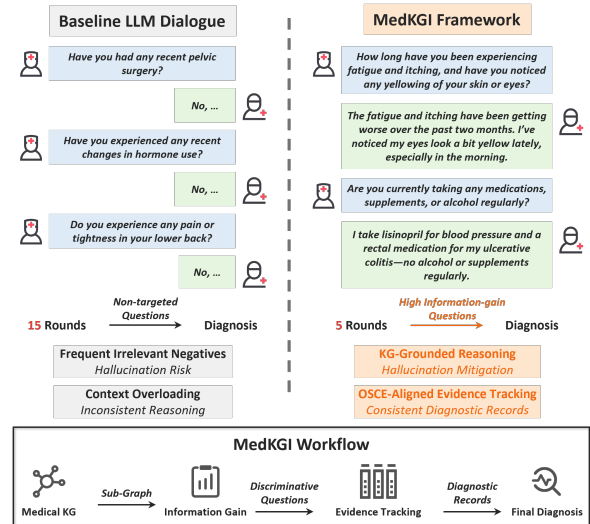 Baseline LLM Dialogue
Have you had any recent pelvic
surgery?
No, ...
Have you experienced any recent
changes in hormone use?
No, ...
Do you experience any pain or
tightness in your lower back?
No, ...
Non-targeted
Questions
15 Rounds
Diagnosis
Frequent Irrelevant Negatives
Hallucination Risk
Context Overloading
Inconsistent Reasoning
MedKGI Framework
How long have you been experiencing
fatigue and itching, and have you noticed
any yellowing of your skin or eyes?
The fatigue and itching have been getting
worse over the past two months. I've
noticed my eyes look a bit yellow lately,
especially in the morning.
Are you currently taking any medications,
supplements, or alcohol regularly?
I take lisinopril for blood pressure and a
rectal medication for my ulcerative
colitis—no alcohol or supplements
regularly.
High Information-gain
Questions
5 Rounds
Diagnosis
KG-Grounded Reasoning
Hallucination Mitigation
OSCE-Aligned Evidence Tracking
Consistent Diagnostic Records
MedKGI Workflow
Medical KG
Sub-Graph
Information Gain
Discriminative
Questions
Evidence Tracking
Diagnostic
Records
Final Diagnosis